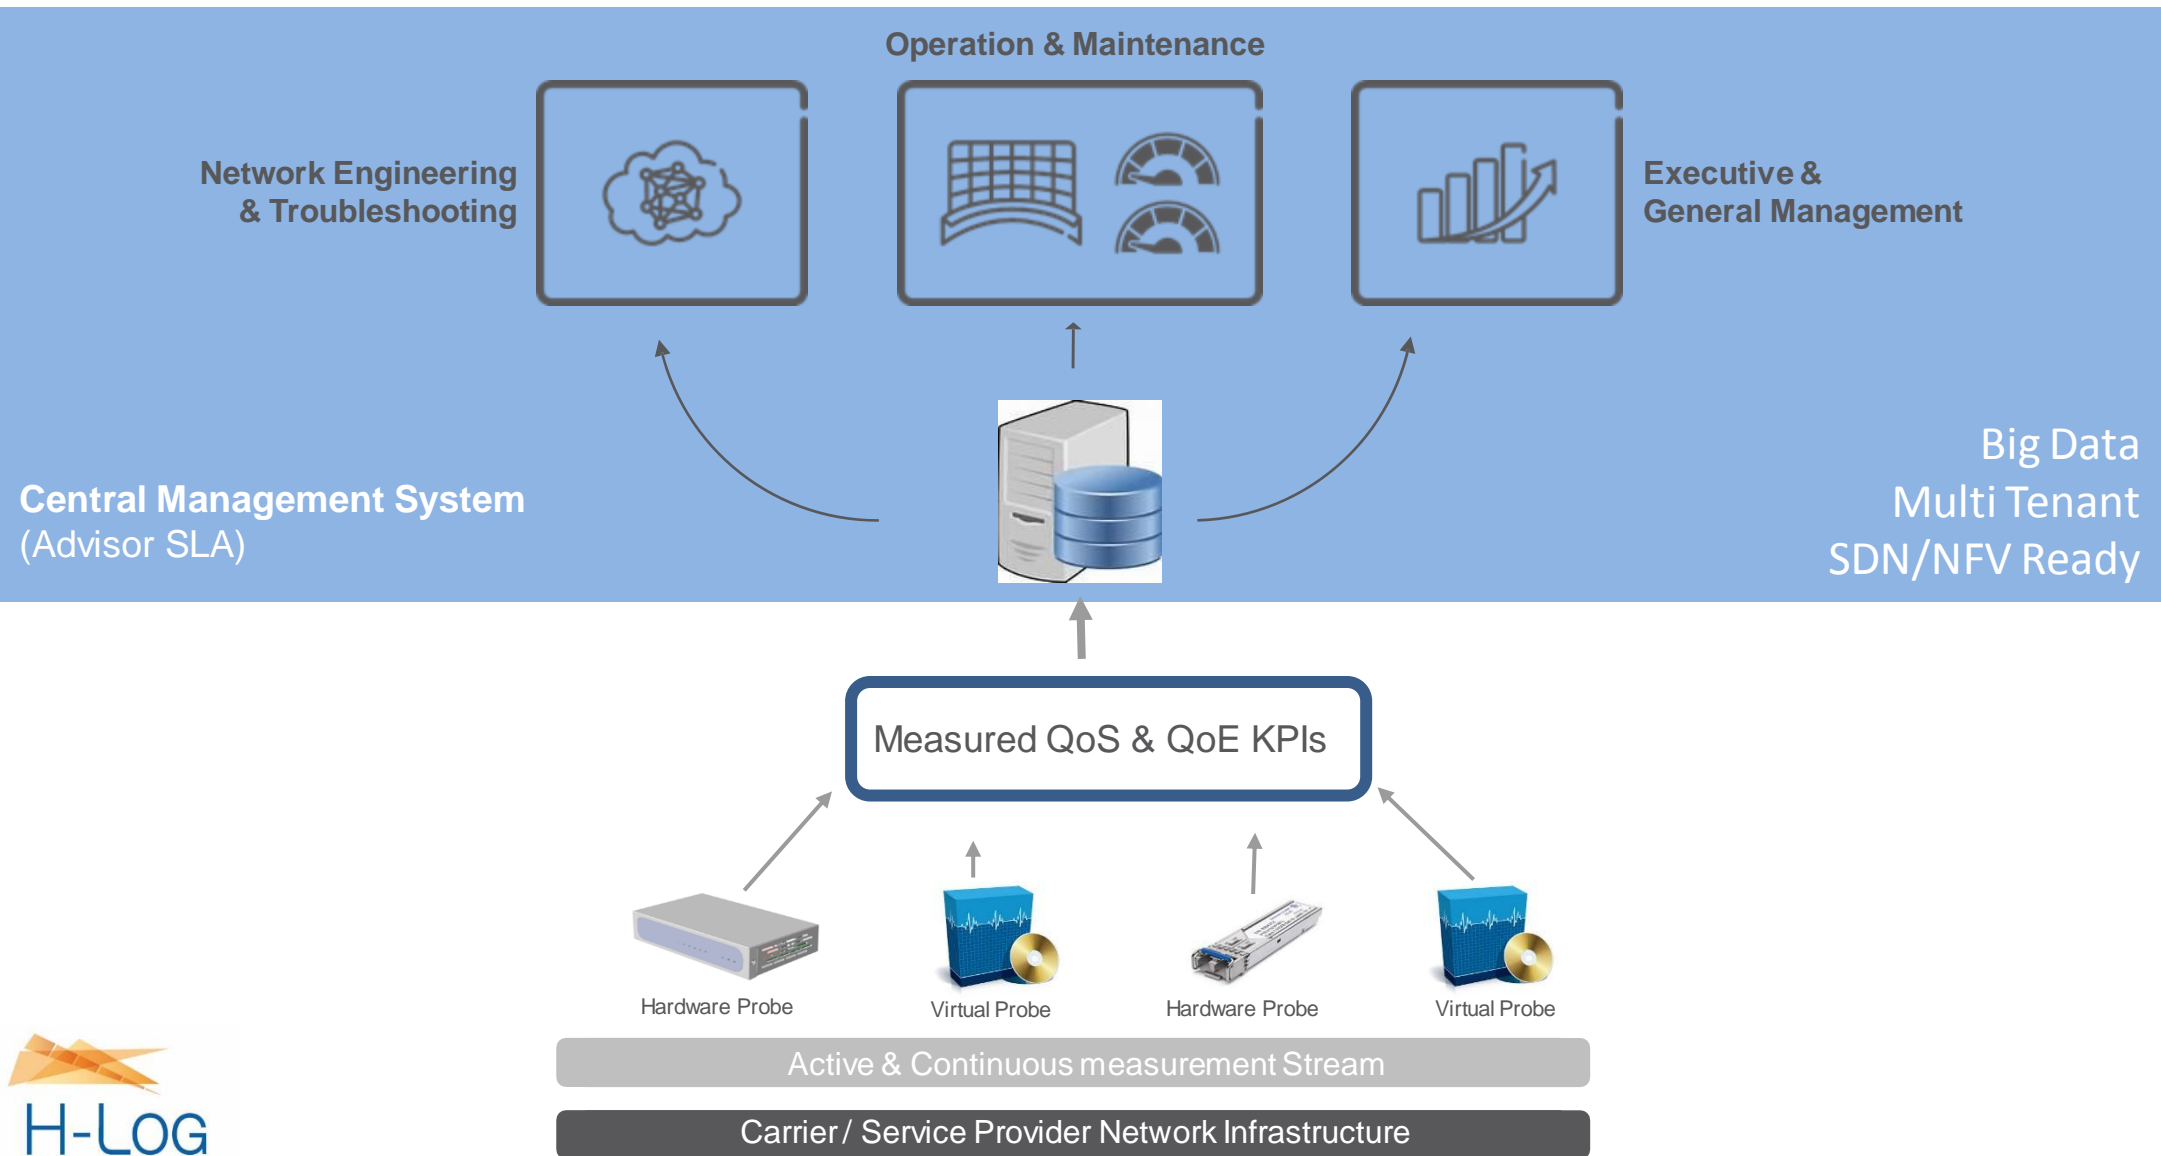 Operation & Maintenance
Network Engineering
& Troubleshooting
Executive &
General Management
Central Management System
(Advisor SLA)
Big Data
Multi Tenant
SDN/NFV Ready
Measured QoS & QoE KPIs
Hardware Probe
Virtual Probe
Hardware Probe
Virtual Probe
Active & Continuous measurement Stream
Carrier / Service Provider Network Infrastructure
H-LOG